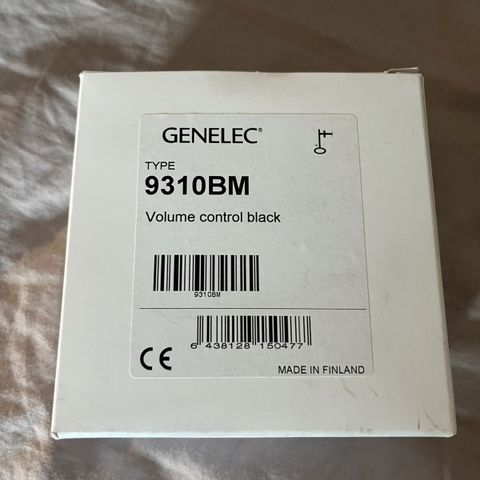 GENELEC®
TYPE
9310BM
Volume control black
9310BM
6 438128 150477
CE
MADE IN FINLAND